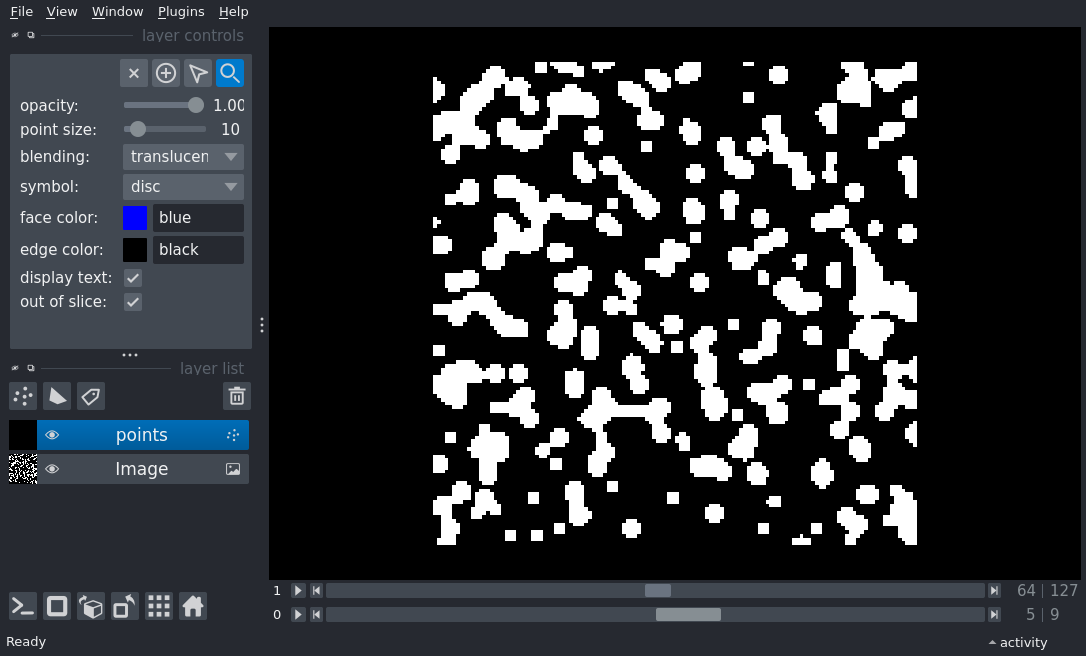 File View Window Plugins Help
layer controls
opacity: 1.00
point size: 10
blending: translucen
symbol: disc
face color: blue
edge color: black
display text:
out of slice:
layer list
points
Image
1 64 127
0 5 9
Ready activity